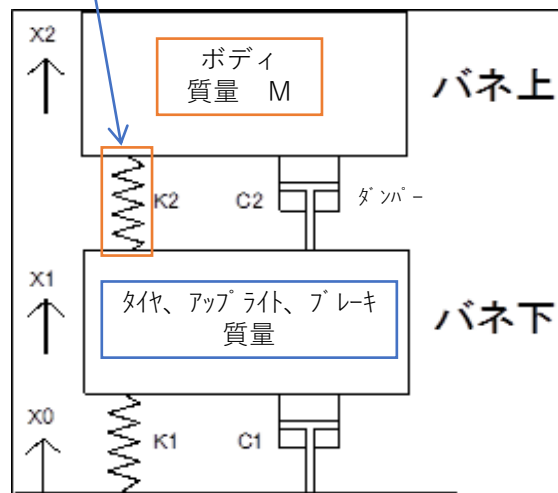 X2
ボディ
質量 M
バネ上
K2
C2
ダンパー
X1
タイヤ、アップライト、ブレーキ
質量
バネ下
X0
K1
C1